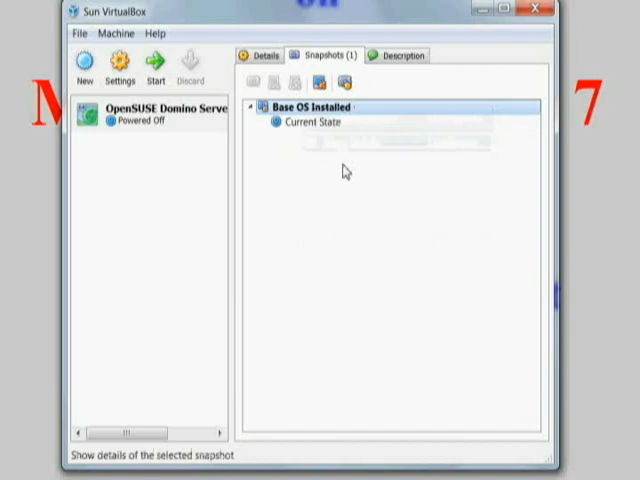 on
Sun VirtualBox
File Machine Help
New Settings Start Discard
Details Snapshots (1) Description
M 7
OpenSUSE Domino Serve
Powered Off
Base OS Installed
Current State
Show details of the selected snapshot